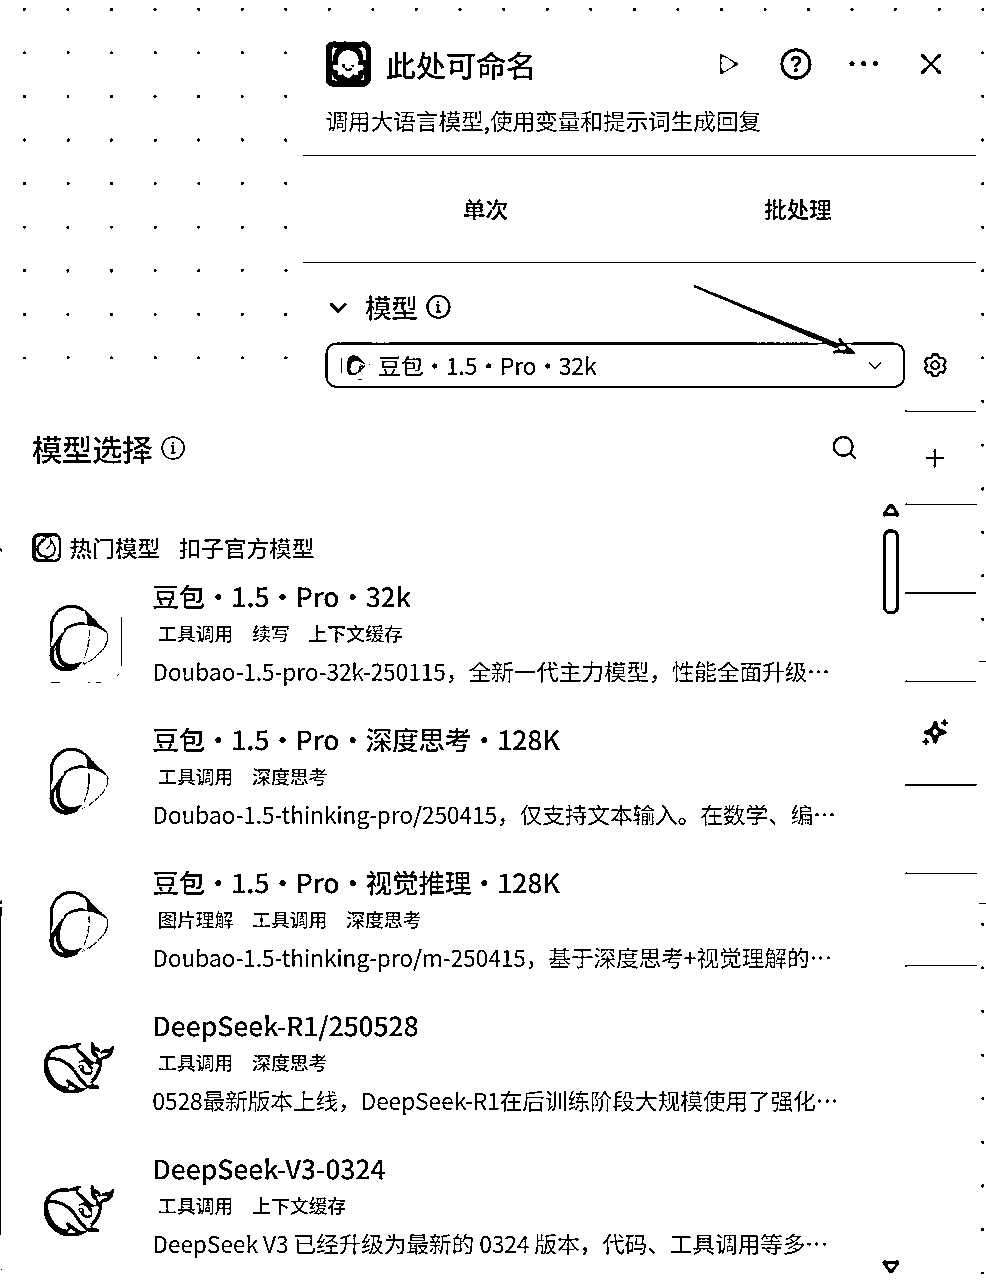 此处可命名
调用大语言模型,使用变量和提示词生成回复
单次 批处理
模型
豆包・1.5・Pro・32k
模型选择
热门模型 扣子官方模型
豆包・1.5・Pro・32k
工具调用 续写 上下文缓存
Doubao-1.5-pro-32k-250115，全新一代主力模型，性能全面升级…
豆包・1.5・Pro・深度思考・128K
工具调用 深度思考
Doubao-1.5-thinking-pro/250415，仅支持文本输入。在数学、编…
豆包・1.5・Pro・视觉推理・128K
图片理解 工具调用 深度思考
Doubao-1.5-thinking-pro/m-250415，基于深度思考+视觉理解的…
DeepSeek-R1/250528
工具调用 深度思考
0528最新版本上线，DeepSeek-R1在后训练阶段大规模使用了强化…
DeepSeek-V3-0324
工具调用 上下文缓存
DeepSeek V3 已经升级为最新的 0324 版本，代码、工具调用等多…